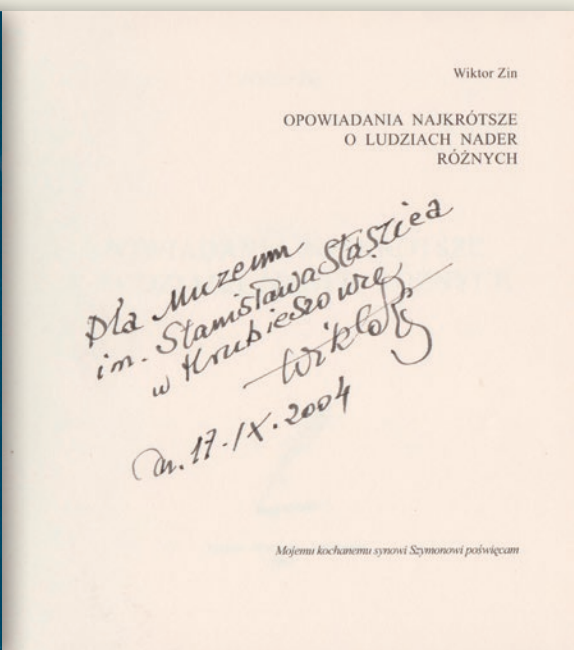 Wiktor Zin
OPOWIADANIA NAJKRÓTSZE
O LUDZIACH NADER
RÓŻNYCH
Dla Muzeum
im. Stanisława Staszica
w Hrubieszowie
Wiktor Zin
dn. 17-IX.2004
Mojemu kochanemu synowi Szymonowi poświęcam